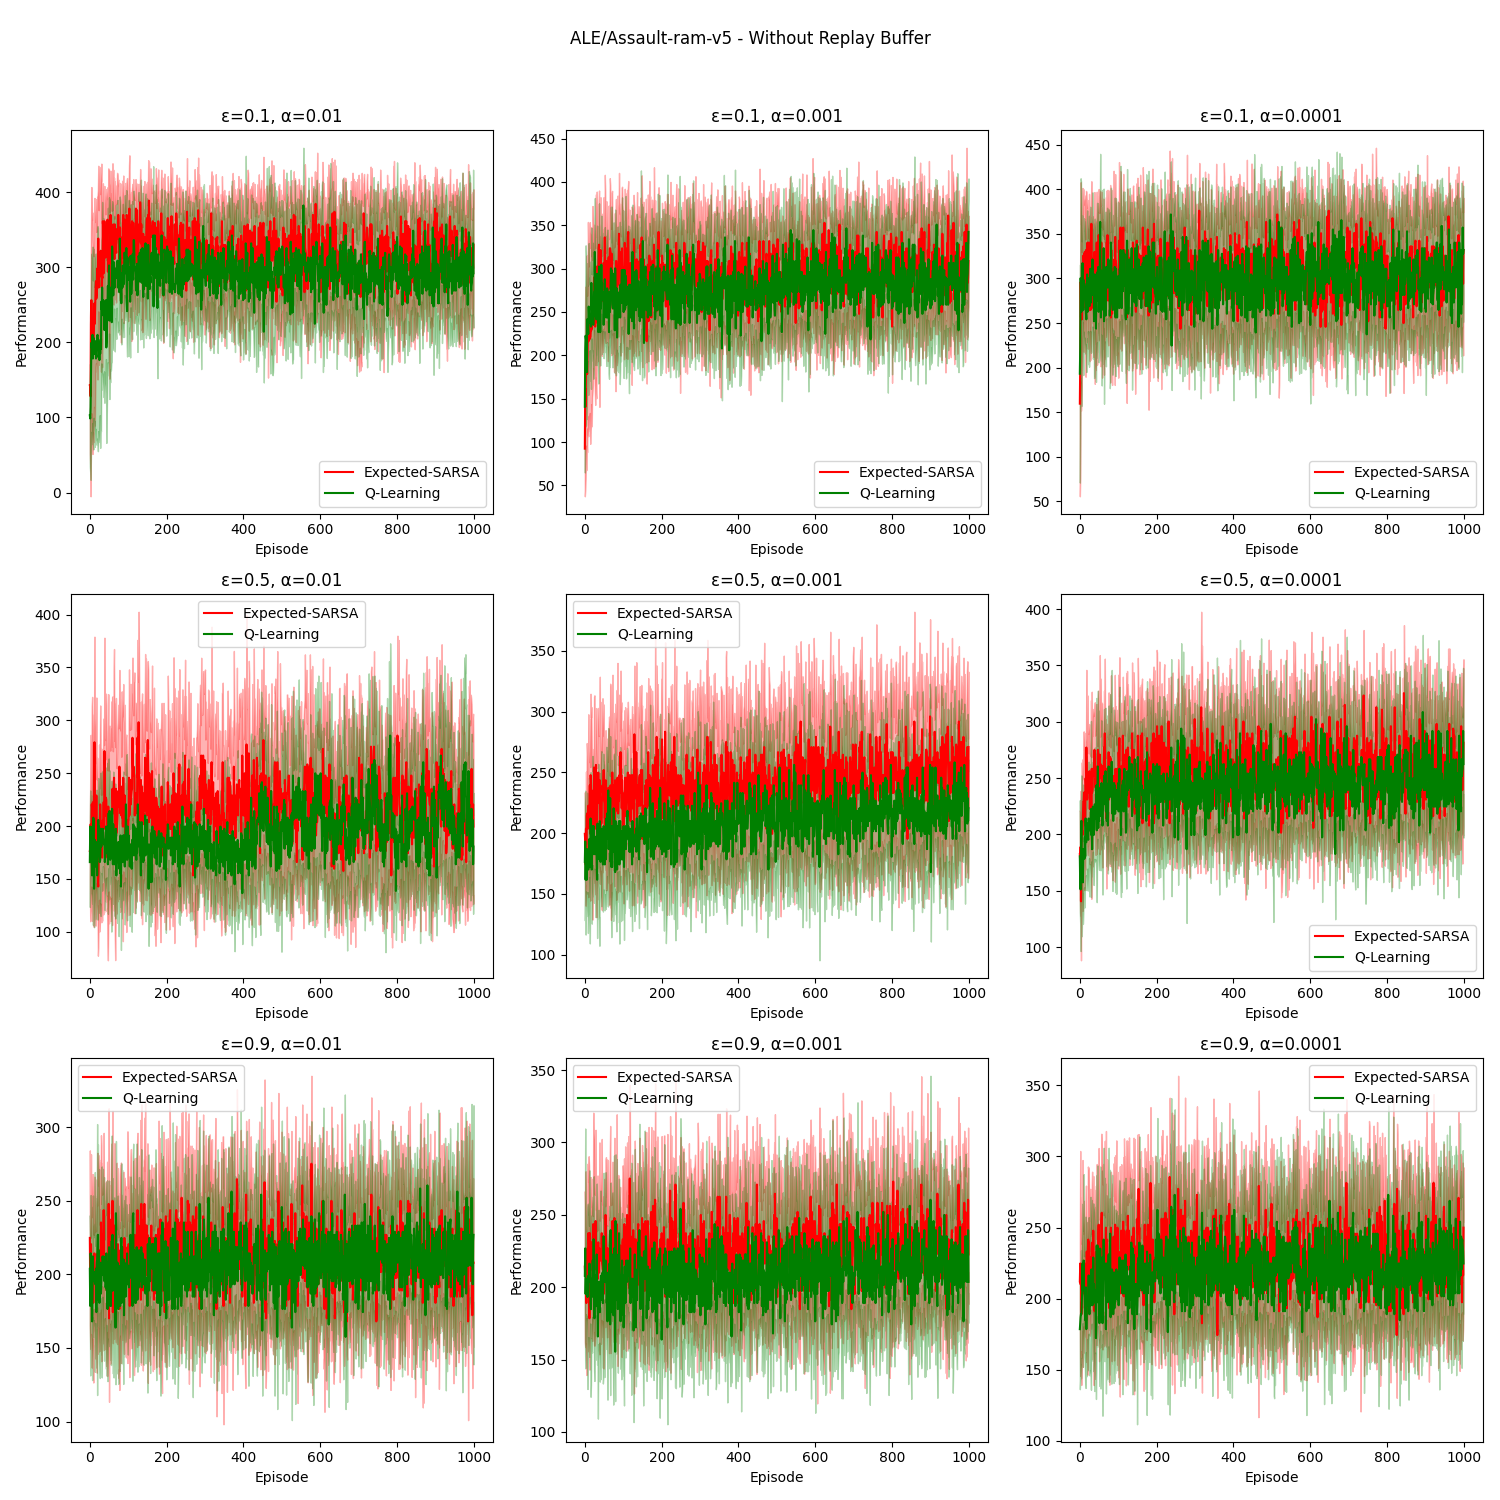 ALE/Assault-ram-v5 - Without Replay Buffer
ε=0.1, α=0.01
Performance
400
300
200
100
0
0 200 400 600 800 1000
Episode
Expected-SARSA
Q-Learning
ε=0.1, α=0.001
Performance
450
400
350
300
250
200
150
100
50
0 200 400 600 800 1000
Episode
Expected-SARSA
Q-Learning
ε=0.1, α=0.0001
Performance
450
400
350
300
250
200
150
100
50
0 200 400 600 800 1000
Episode
Expected-SARSA
Q-Learning
ε=0.5, α=0.01
Performance
400
350
300
250
200
150
100
0 200 400 600 800 1000
Episode
Expected-SARSA
Q-Learning
ε=0.5, α=0.001
Performance
350
300
250
200
150
100
0 200 400 600 800 1000
Episode
Expected-SARSA
Q-Learning
ε=0.5, α=0.0001
Performance
400
350
300
250
200
150
100
0 200 400 600 800 1000
Episode
Expected-SARSA
Q-Learning
ε=0.9, α=0.01
Performance
300
250
200
150
100
0 200 400 600 800 1000
Episode
Expected-SARSA
Q-Learning
ε=0.9, α=0.001
Performance
350
300
250
200
150
100
0 200 400 600 800 1000
Episode
Expected-SARSA
Q-Learning
ε=0.9, α=0.0001
Performance
350
300
250
200
150
100
0 200 400 600 800 1000
Episode
Expected-SARSA
Q-Learning